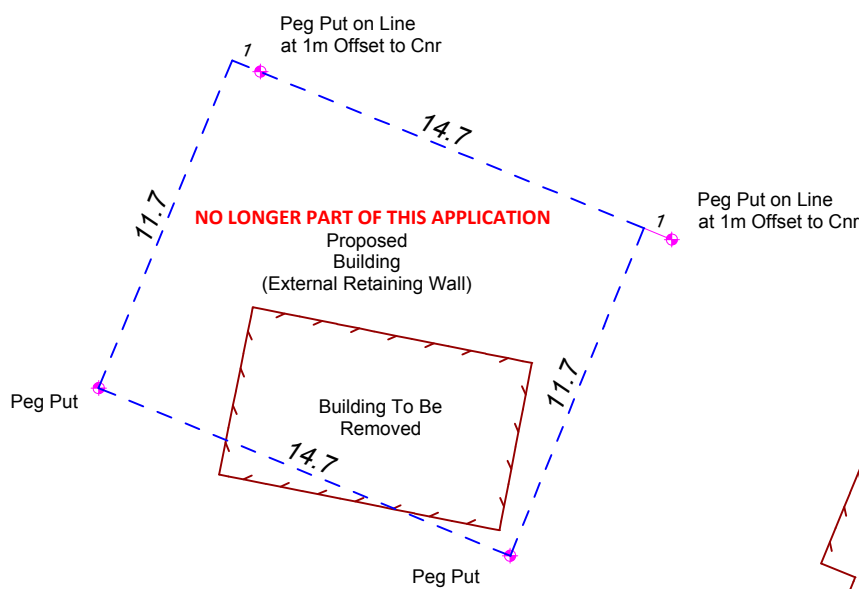 Peg Put on Line
at 1m Offset to Cnr
1
14.7
Peg Put on Line
at 1m Offset to Cnr
1
11.7
NO LONGER PART OF THIS APPLICATION
Proposed
Building
(External Retaining Wall)
11.7
Peg Put
Building To Be
Removed
14.7
Peg Put